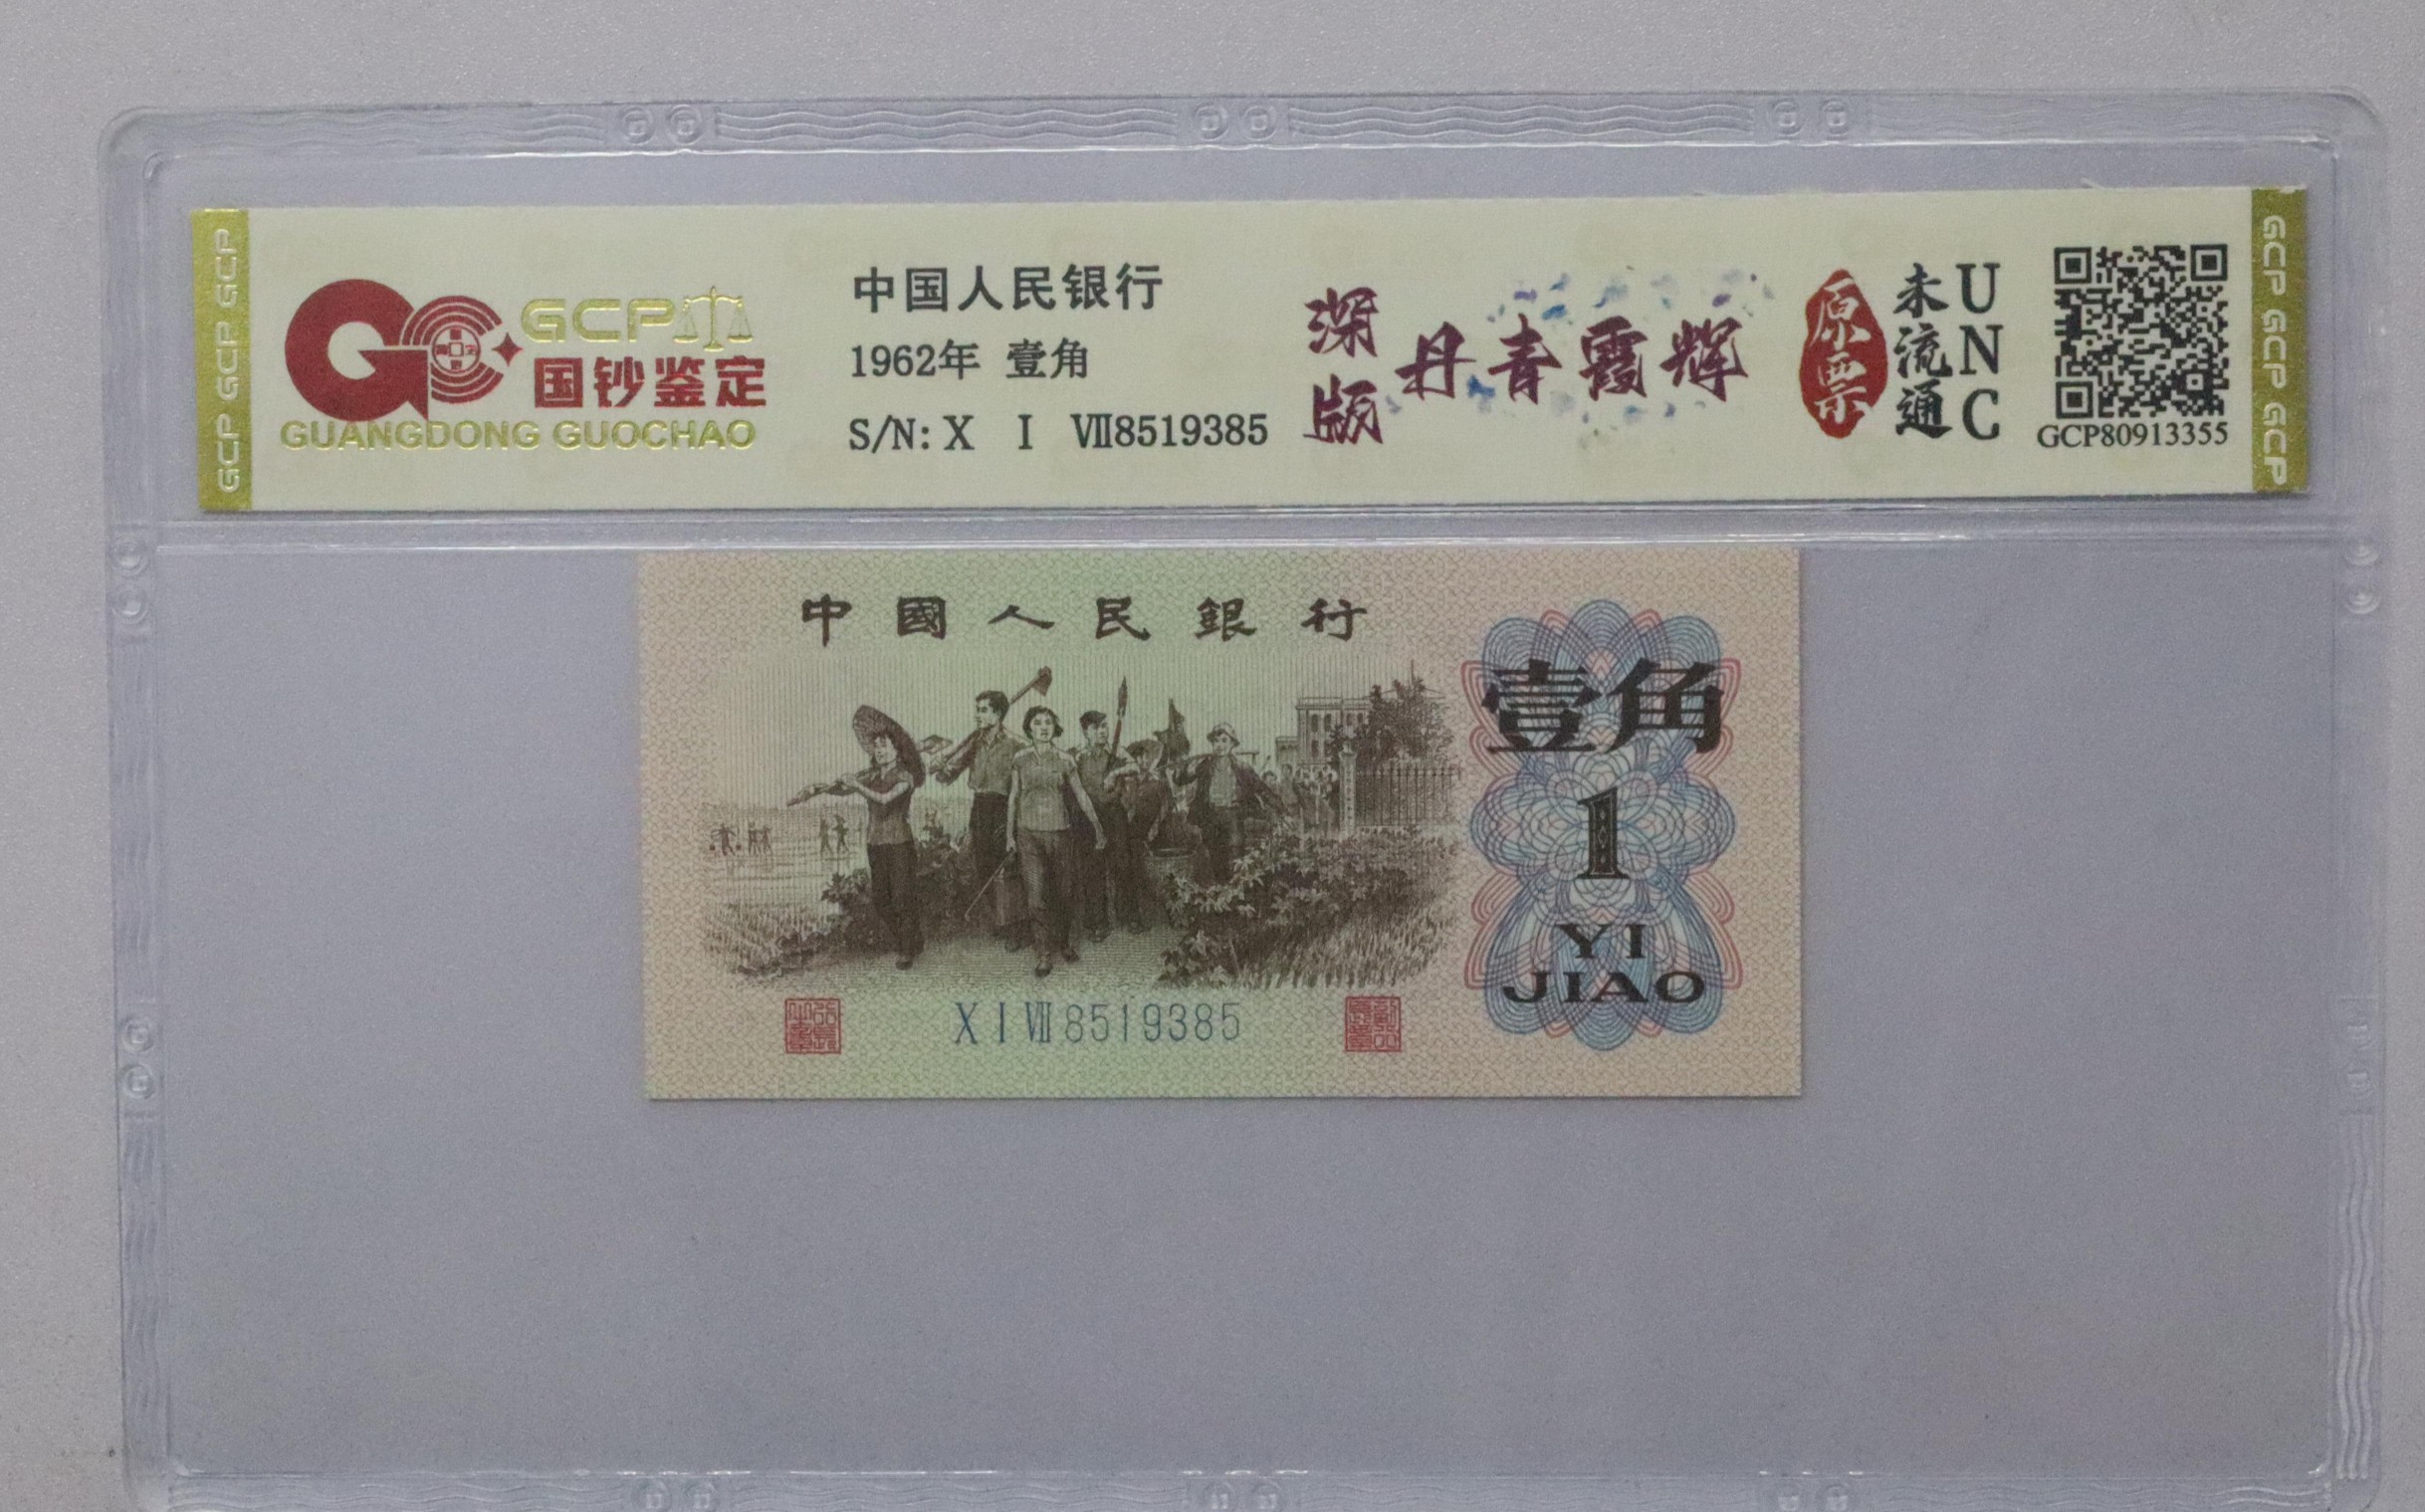 GCP GCP GCP
GCP
国钞鉴定
GUANGDONG GUOCHAO
中国人民银行
1962年 壹角
S/N: X I Ⅶ8519385
深版
丹青霞辉
原票
未流通
UNC
GCP80913355
GCP GCP GCP
中國人民銀行
壹角
1
YI
JIAO
X I Ⅶ 8519385